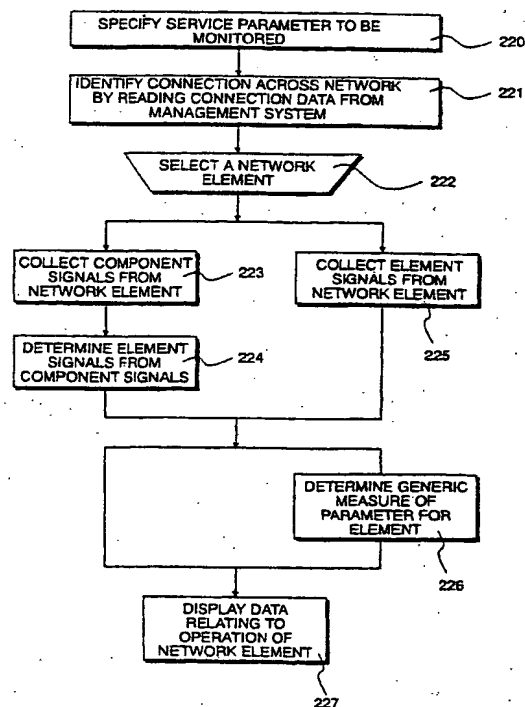 SPECIFY SERVICE PARAMETER TO BE
MONITORED
220
IDENTIFY CONNECTION ACROSS NETWORK
BY READING CONNECTION DATA FROM
MANAGEMENT SYSTEM
221
SELECT A NETWORK
ELEMENT
222
COLLECT COMPONENT
SIGNALS FROM
NETWORK ELEMENT
223
COLLECT ELEMENT
SIGNALS FROM
NETWORK ELEMENT
225
DETERMINE ELEMENT
SIGNALS FROM
COMPONENT SIGNALS
224
DETERMINE GENERIC
MEASURE OF
PARAMETER FOR
ELEMENT
226
DISPLAY DATA
RELATING TO
OPERATION OF
NETWORK ELEMENT
227